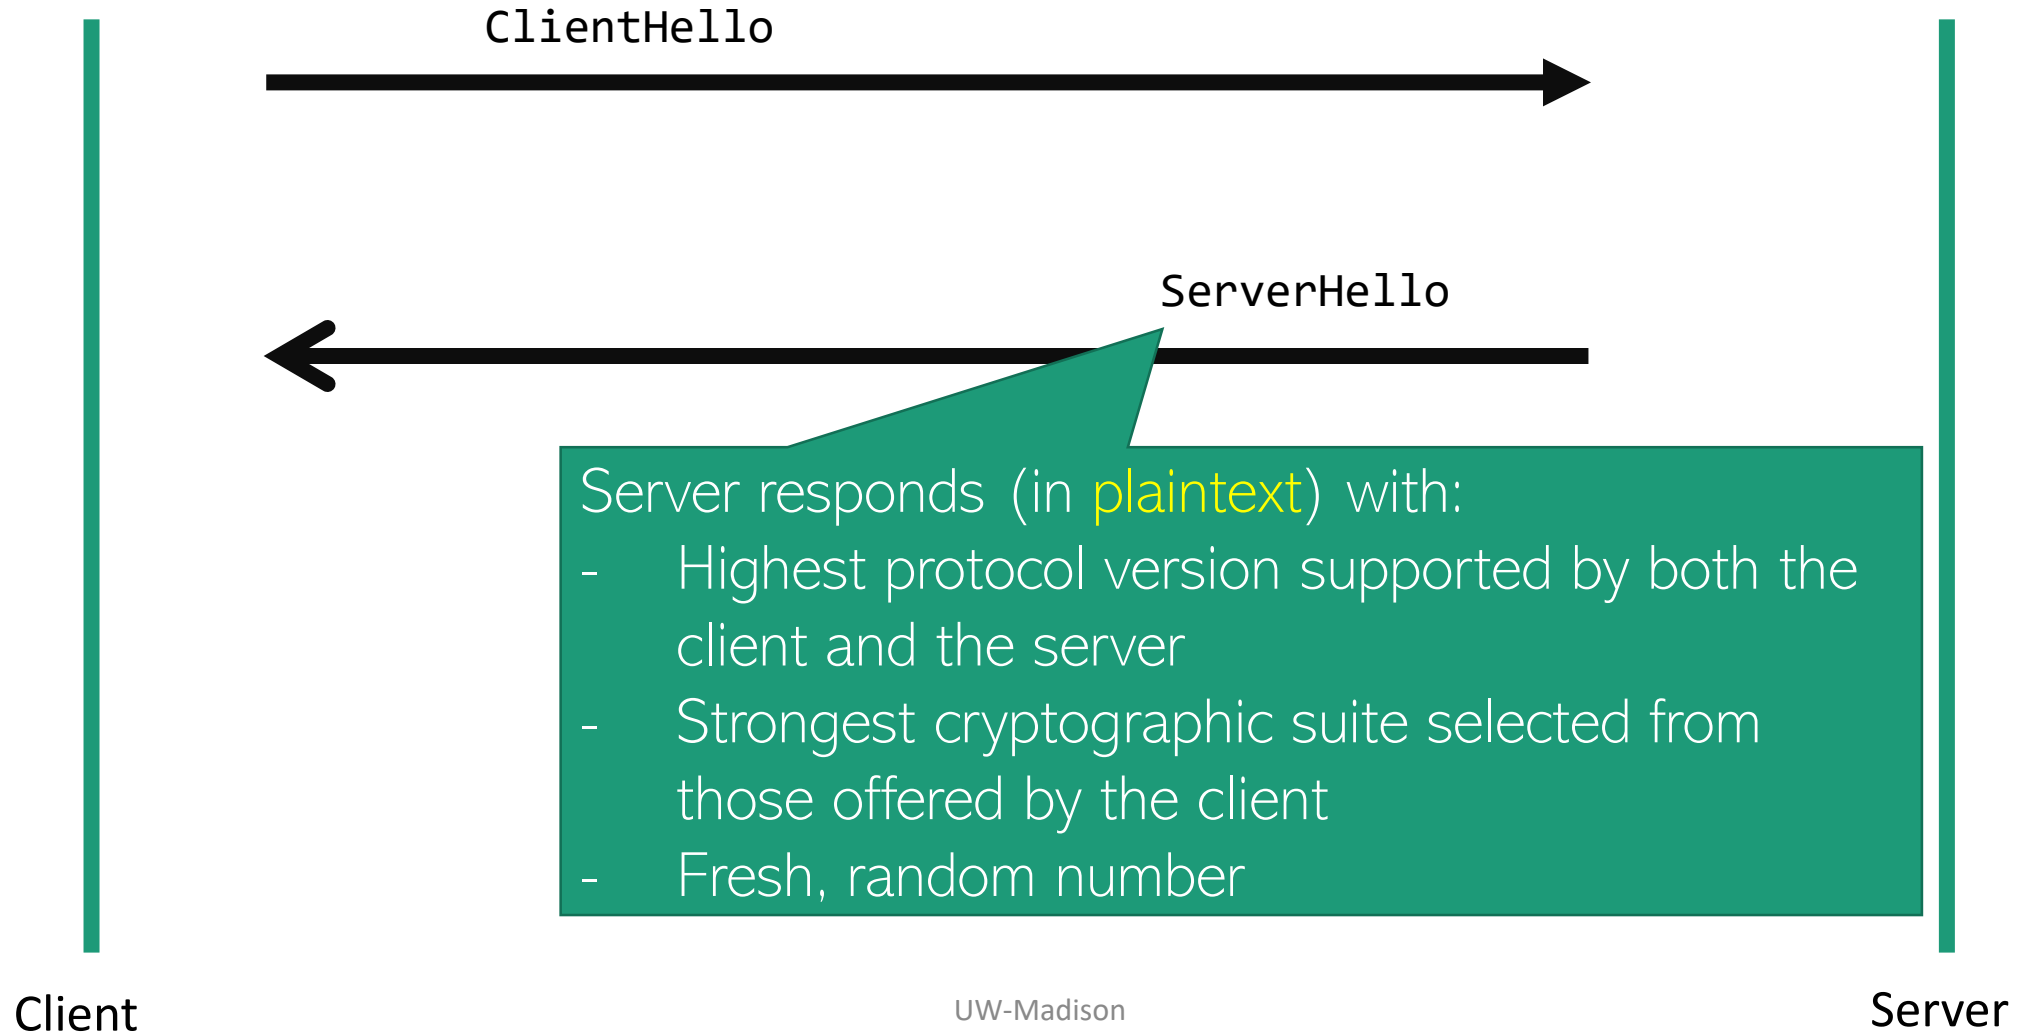 ClientHello
ServerHello
Server responds (in plaintext) with:
- Highest protocol version supported by both the
client and the server
- Strongest cryptographic suite selected from
those offered by the client
- Fresh, random number
Client
UW-Madison
Server